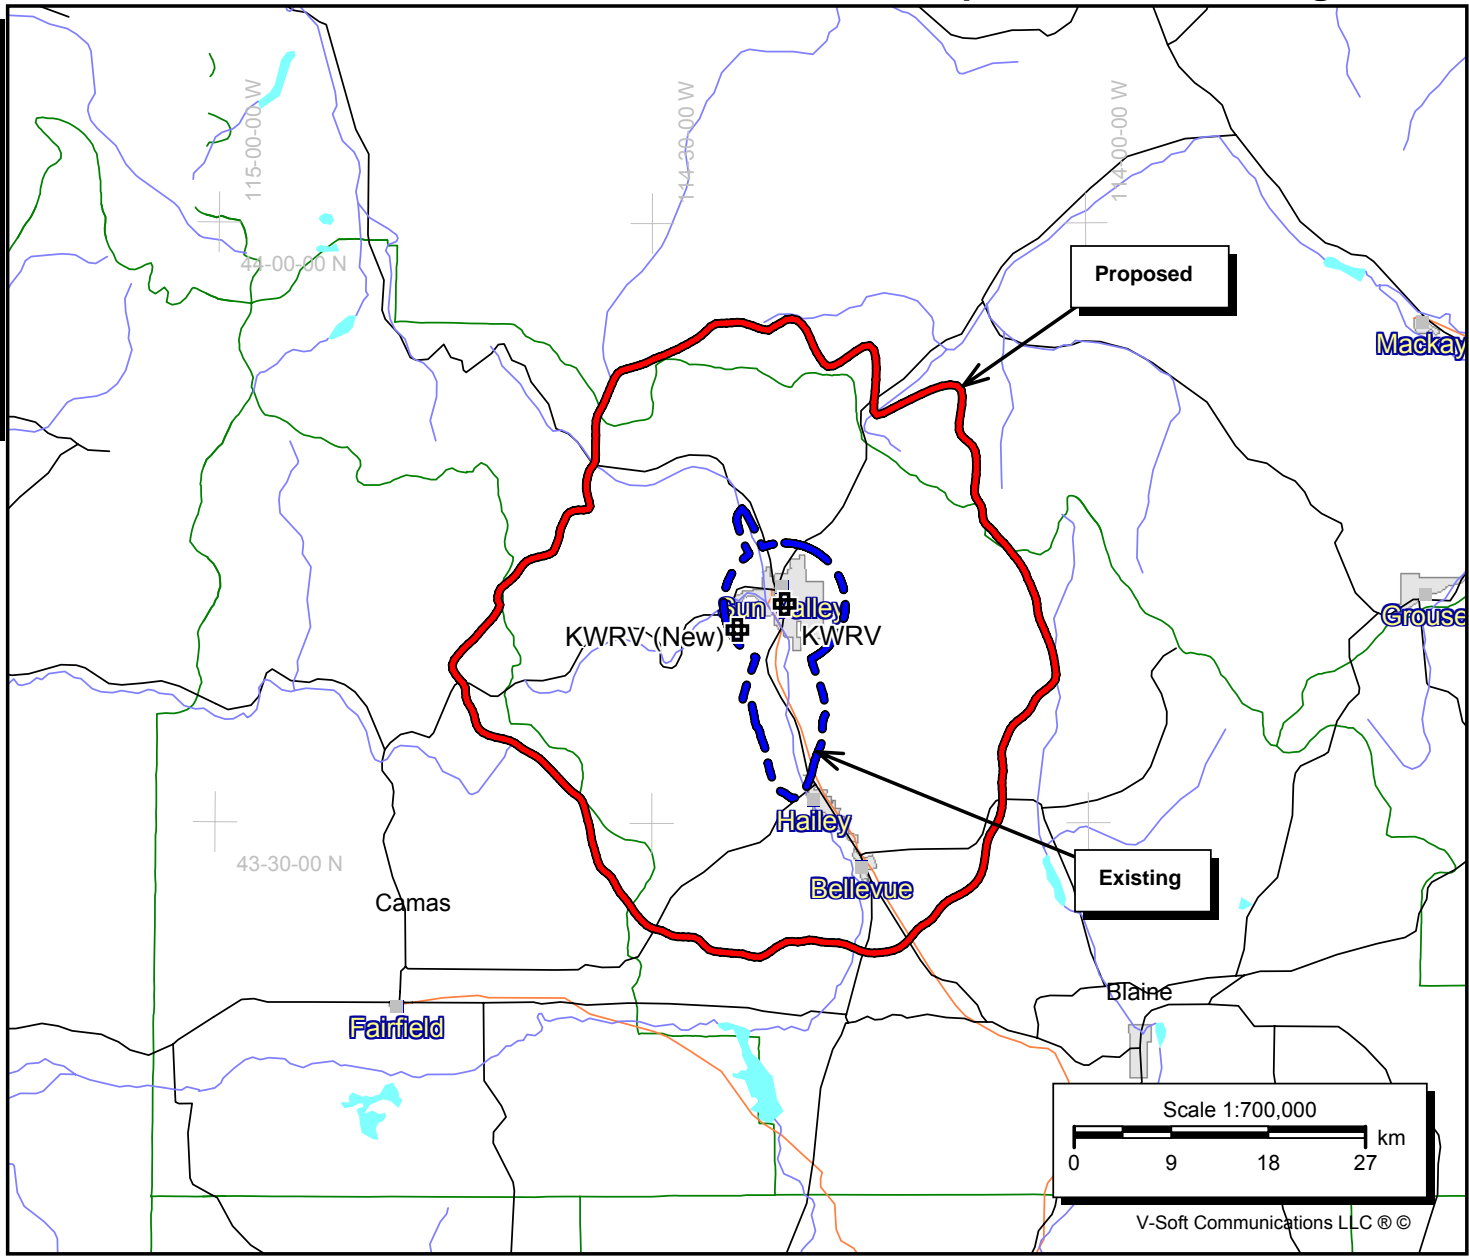 115-00-00 W
114-30-00 W
114-00-00 W
44-00-00 N
Proposed
Mackay
Sun Valley
Grouse
KWRV (New)
KWRV
Hailey
43-30-00 N
Existing
Bellevue
Camas
Blaine
Fairfield
Scale 1:700,000
km
0 9 18 27
V-Soft Communications LLC ® ©